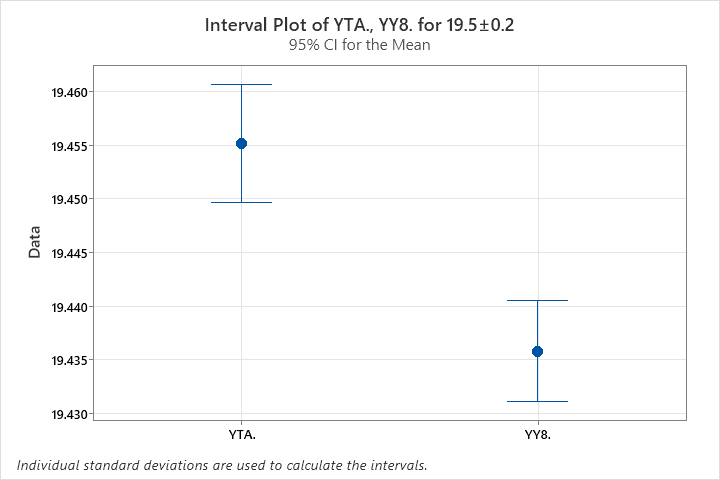 Interval Plot of YTA., YY8. for 19.5±0.2
95% CI for the Mean
19.460
19.455
19.450
19.445
19.440
19.435
19.430
Data
YTA.
YY8.
Individual standard deviations are used to calculate the intervals.